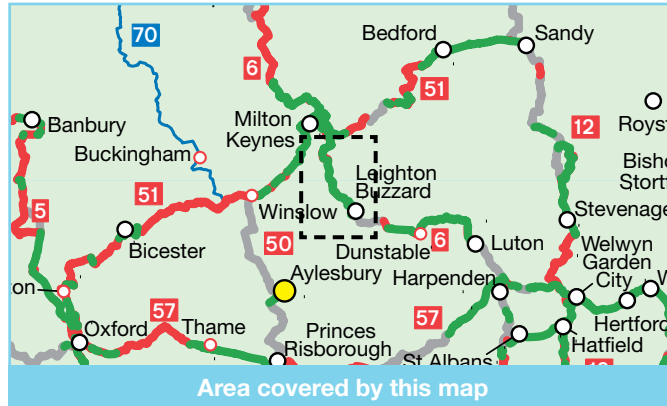 70
6
Bedford
Sandy
51
Milton
Keynes
12
Banbury
Buckingham
Royst
Leighton
Buzzard
Bisho
Stortf
51
5
Winslow
Stevenage
50
Bicester
Dunstable
6
Luton
Welwyn
Garden
City
W
on
Aylesbury
Harpenden
57
Thame
57
Oxford
Princes
Risborough
St Albans
Hertford
Hatfield
Area covered by this map